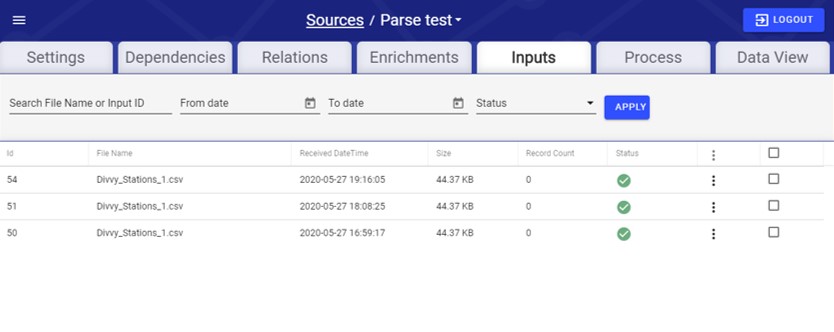 Sources / Parse test
LOGOUT
Settings Dependencies Relations Enrichments Inputs Process Data View
Search File Name or Input ID From date To date Status APPLY
Id File Name Received DateTime Size Record Count Status
54 Divvy_Stations_1.csv 2020-05-27 19:16:05 44.37 KB 0
51 Divvy_Stations_1.csv 2020-05-27 18:08:25 44.37 KB 0
50 Divvy_Stations_1.csv 2020-05-27 16:59:17 44.37 KB 0